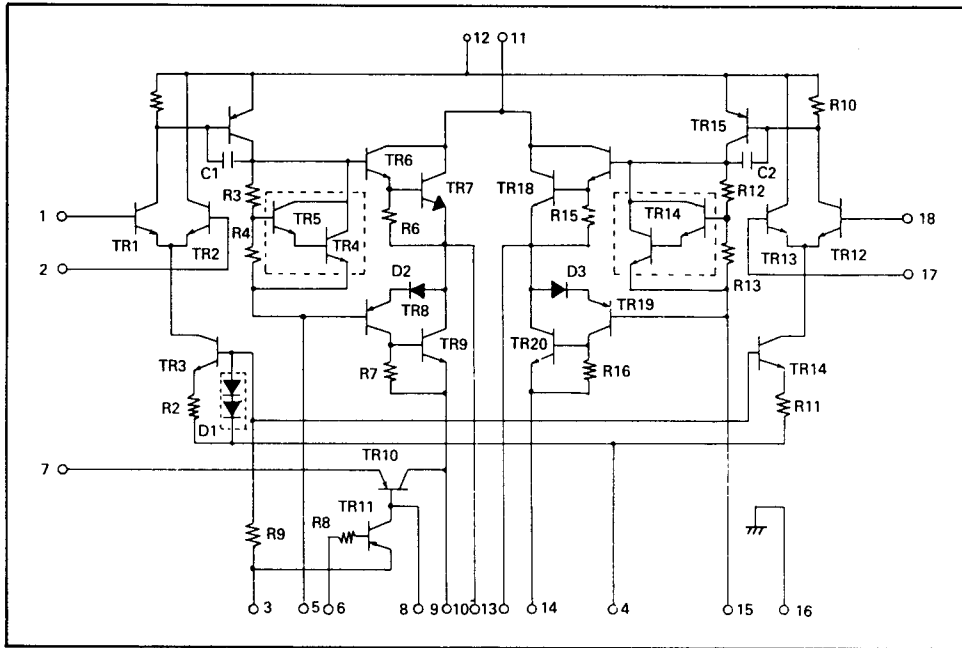 12 11
R10
TR15
C1
TR6
C2
R3
TR7
TR18
R12
1
TR5
R15
TR14
18
R4
R6
TR1
TR2
TR4
TR13
TR12
2
17
R13
D2
D3
TR8
TR19
TR3
TR9
TR20
TR14
R2
R7
R16
R11
D1
TR10
7
TR11
R9
R8
3
5
6
8
9
10
13
14
4
15
16